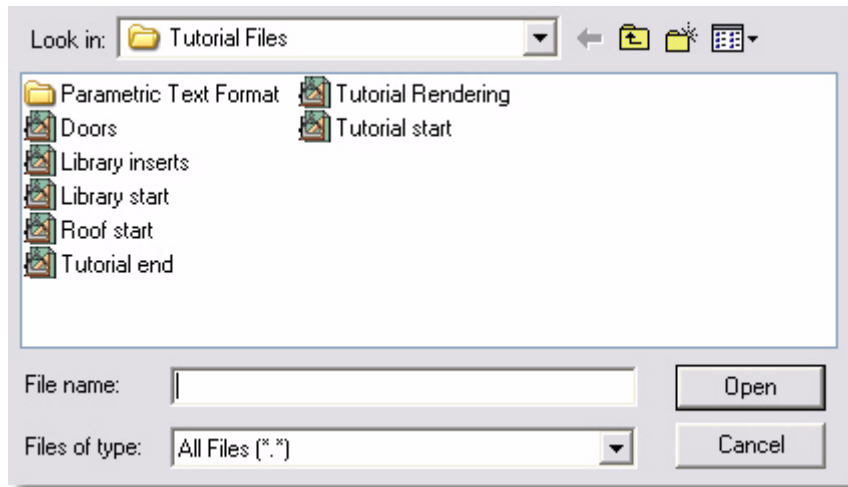 Look in: Tutorial Files
Parametric Text Format Tutorial Rendering
Doors Tutorial start
Library inserts
Library start
Roof start
Tutorial end
File name: Open
Files of type: All Files (*.*) Cancel